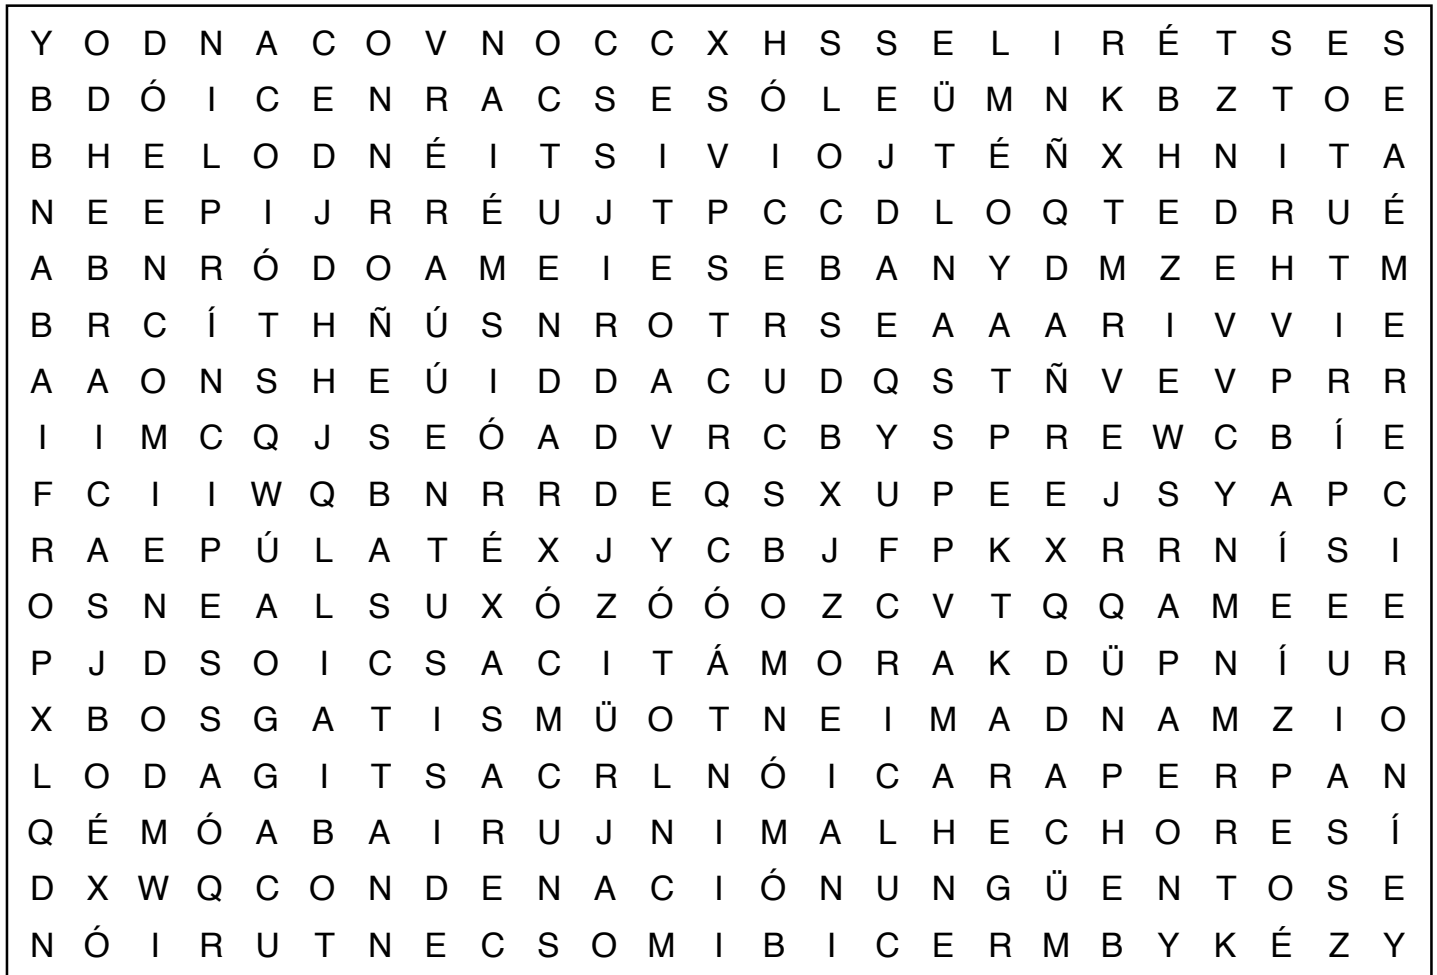 Y O D N A C O V N O C C X H S S E L I R É T S E S
B D Ó I C E N R A C S E S Ó L E Ü M N K B Z T O E
B H E L O D N É I T S I V I O J T É Ñ X H N I T A
N E E P I J R R É U J T P C C D L O Q T E D R U É
A B N R Ó D O A M E I E S E B A N Y D M Z E H T M
B R C Í T H Ñ Ú S N R O T R S E A A A R I V V I E
A A O N S H E Ú I D D A C U D Q S T Ñ V E V P R R
I I M C Q J S E Ó A D V R C B Y S P R E W C B Í E
F C I I W Q B N R R D E Q S X U P E E J S Y A P C
R A E P Ú L A T É X J Y C B J F P K X R R N Í S I
O S N E A L S U X Ó Z Ó Ó O Z C V T Q Q A M E E E
P J D S O I C S A C I T Á M O R A K D Ü P N Í U R
X B O S G A T I S M Ü O T N E I M A D N A M Z I O
L O D A G I T S A C R L N Ó I C A R A P E R P A N
Q É M Ó A B A I R U J N I M A L H E C H O R E S Í
D X W Q C O N D E N A C I Ó N U N G Ü E N T O S E
N Ó I R U T N E C S O M I B I C E R M B Y K É Z Y